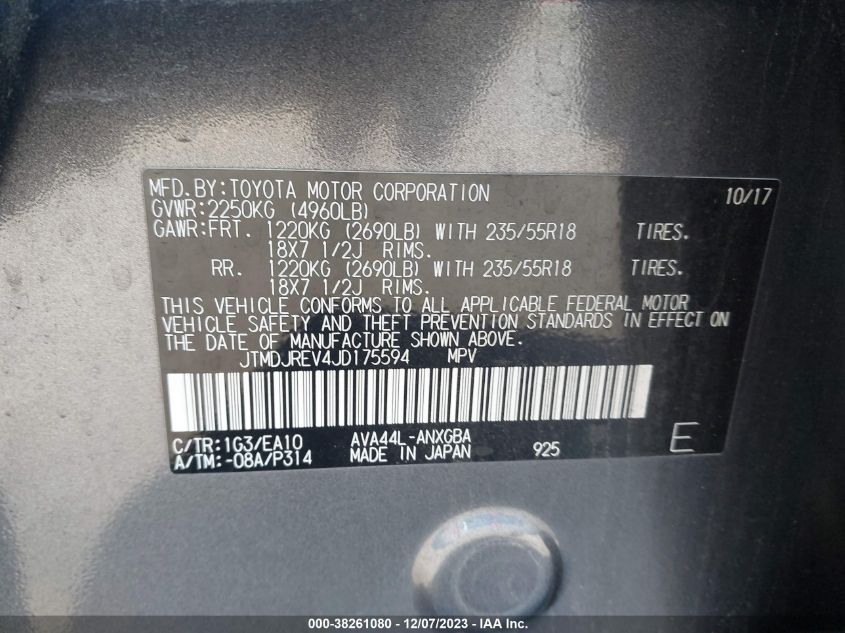 MFD.BY:TOYOTA MOTOR CORPORATION 10/17
GVWR:2250KG (4960LB)
GAWR:FRT. 1220KG (2690LB) WITH 235/55R18 TIRES.
18X7 1/2J RIMS.
RR. 1220KG (2690LB) WITH 235/55R18 TIRES.
18X7 1/2J RIMS.
THIS VEHICLE CONFORMS TO ALL APPLICABLE FEDERAL MOTOR
VEHICLE SAFETY AND THEFT PREVENTION STANDARDS IN EFFECT ON
THE DATE OF MANUFACTURE SHOWN ABOVE.
JTMDJREV4JD175594 MPV
C/TR:1G3/EA10 AVA44L-ANXGBA
A/TM:-08A/P314 MADE IN JAPAN 925 E
000-38261080 - 12/07/2023 - IAA Inc.